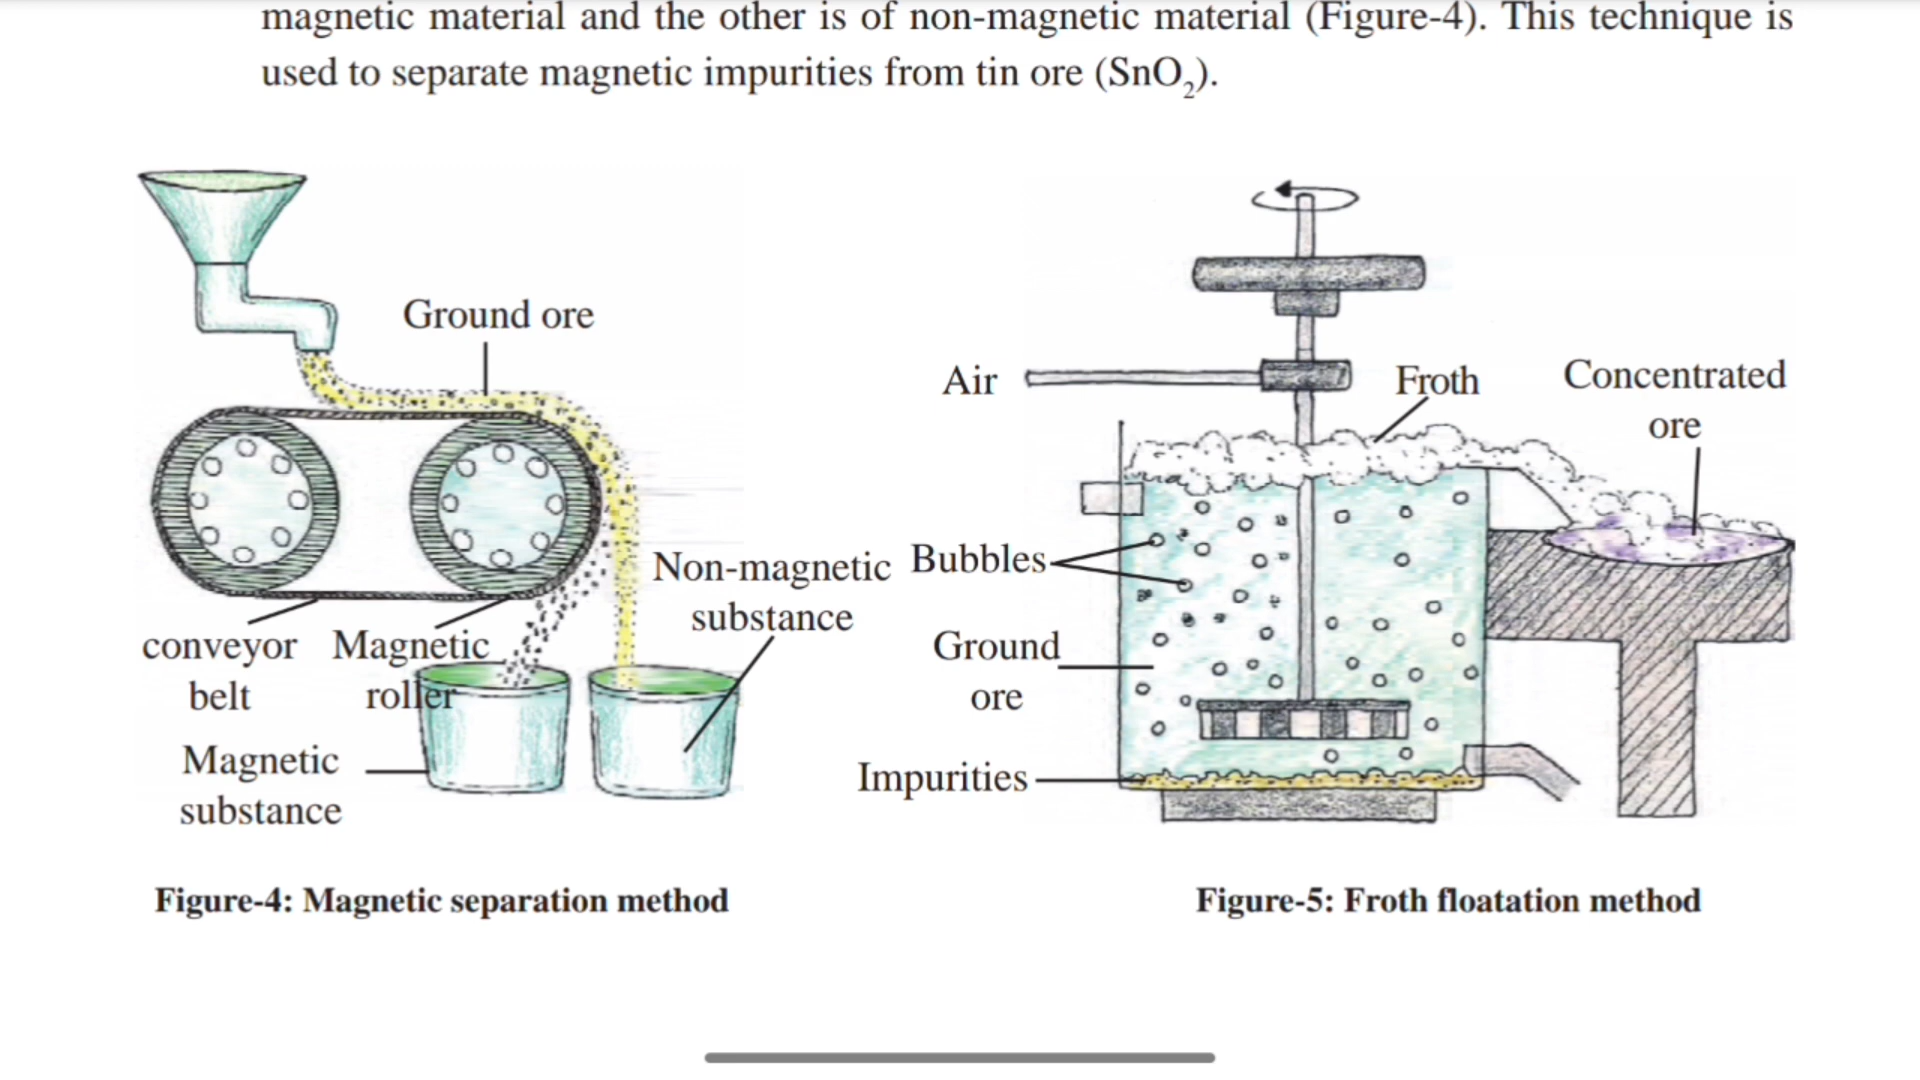 magnetic material and the other is of non-magnetic material (Figure-4). This technique is
used to separate magnetic impurities from tin ore (SnO₂).
Ground ore
Non-magnetic
substance
conveyor
belt
Magnetic
roller
Magnetic
substance
Figure-4: Magnetic separation method
Air
Froth
Concentrated
ore
Bubbles
Ground
ore
Impurities
Figure-5: Froth floatation method